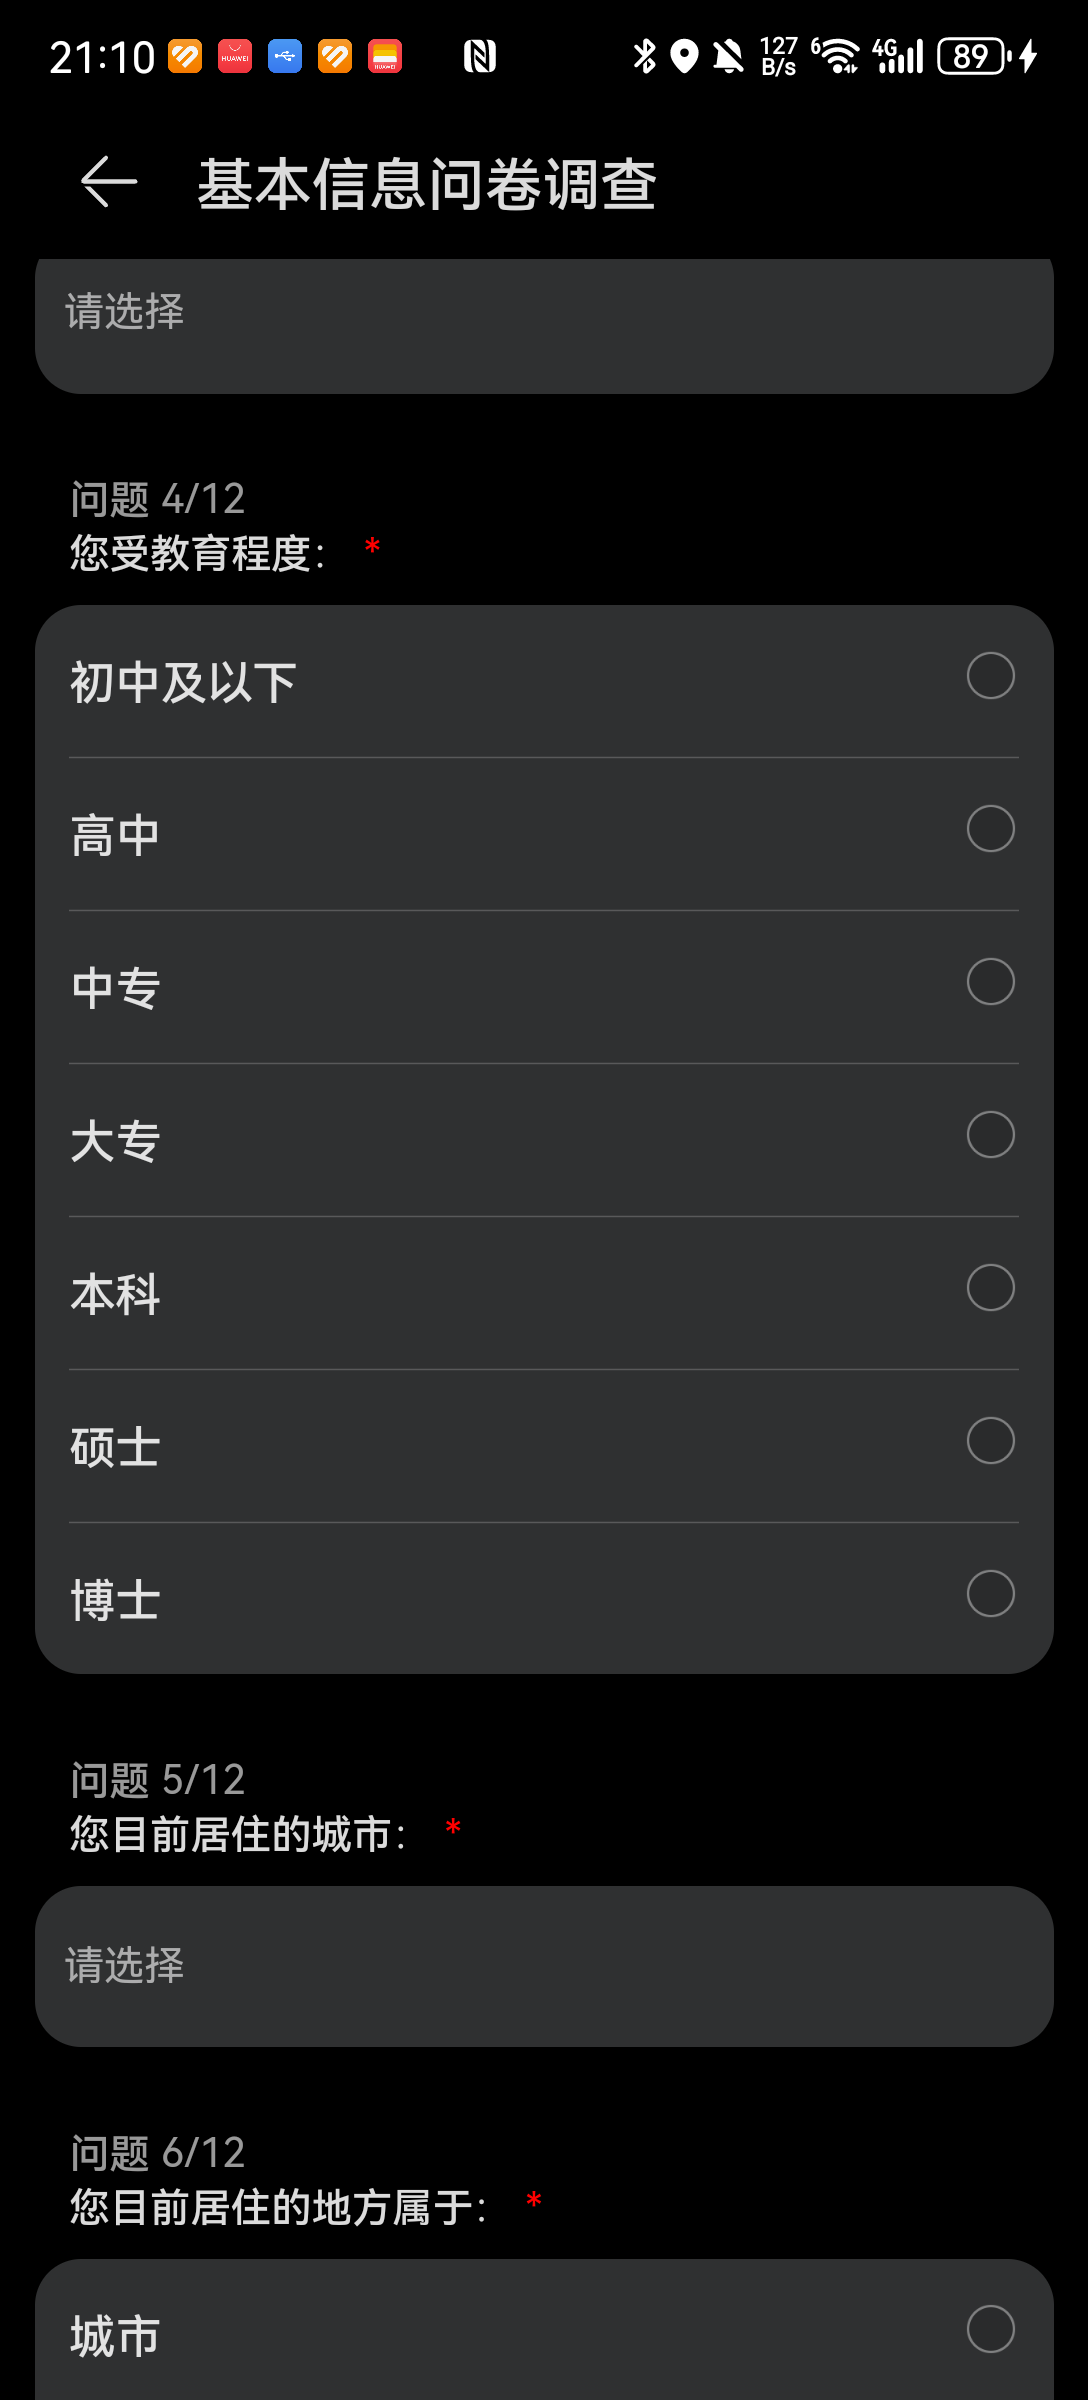 21:10
127
B/s
6
4G
89
基本信息问卷调查
请选择
问题 4/12
您受教育程度： *
初中及以下
高中
中专
大专
本科
硕士
博士
问题 5/12
您目前居住的城市： *
请选择
问题 6/12
您目前居住的地方属于： *
城市